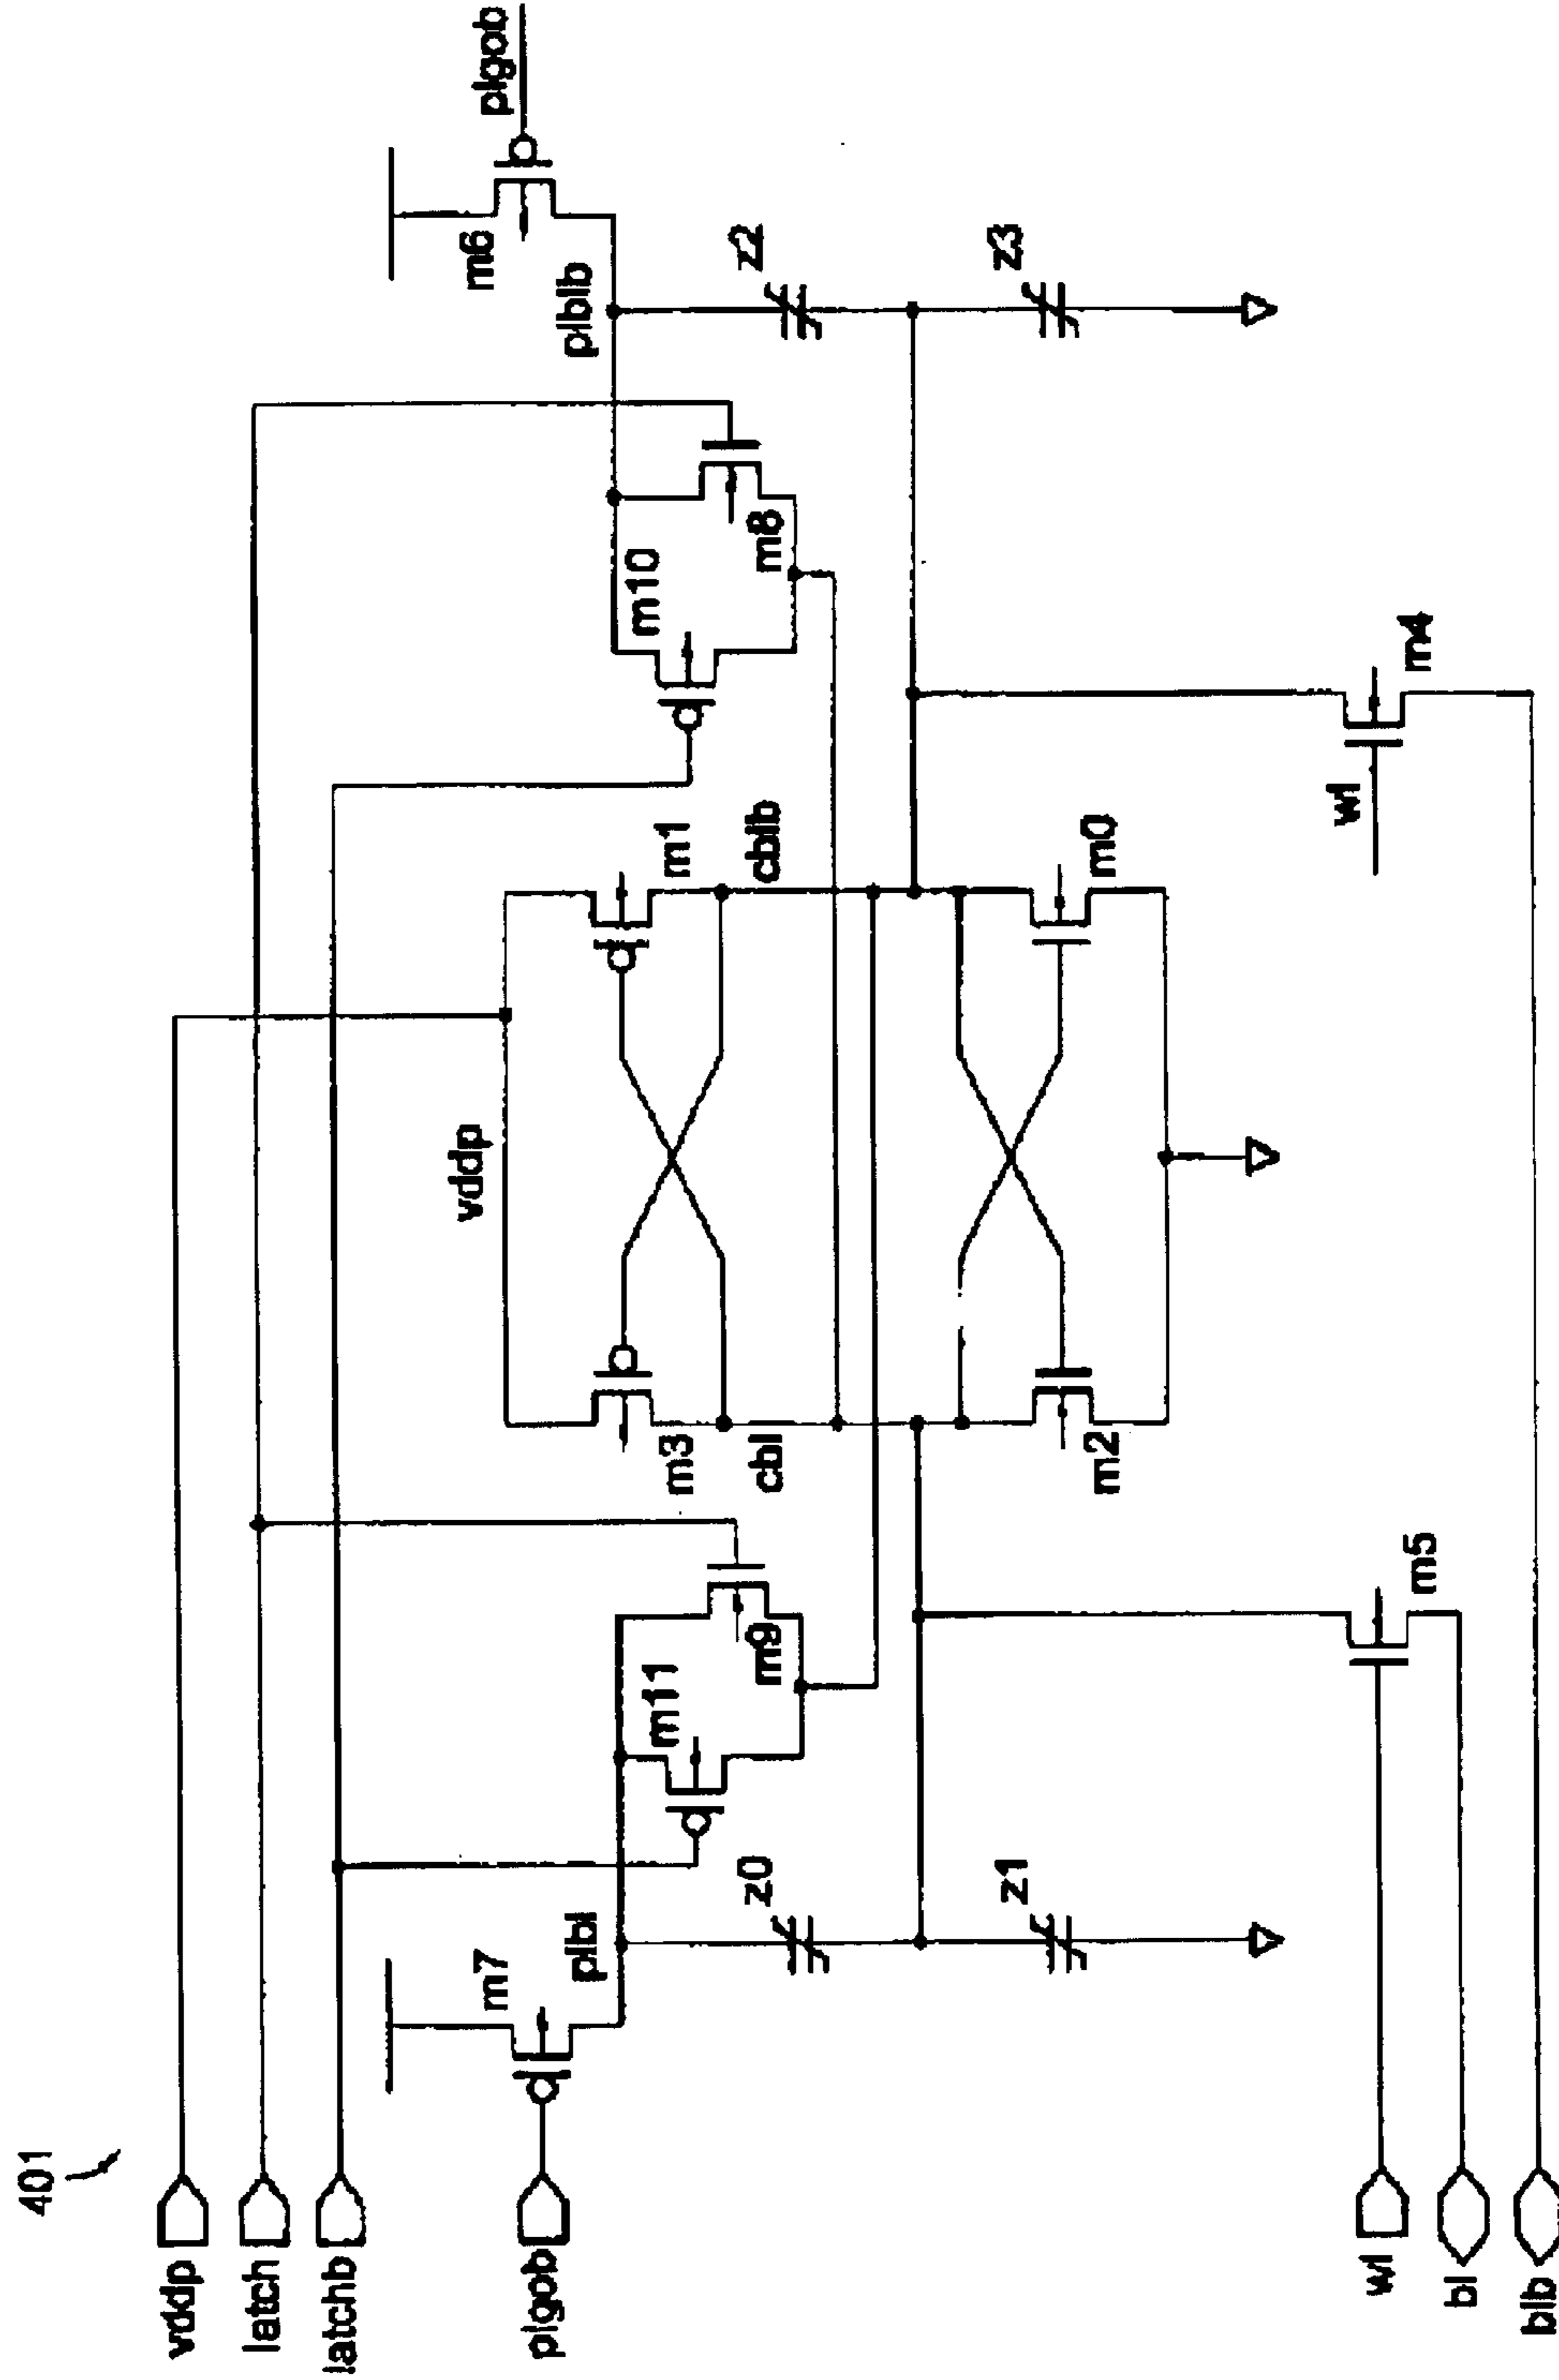 401
vddp
latch
latchb
plgob
wl
bl
blb
m7
plbl
z0
z1
m11
m9
m5
m3
cbl
m2
vddp
m1
cblb
m0
wl
m4
m10
m8
plblb
m6
plgob
z2
z3